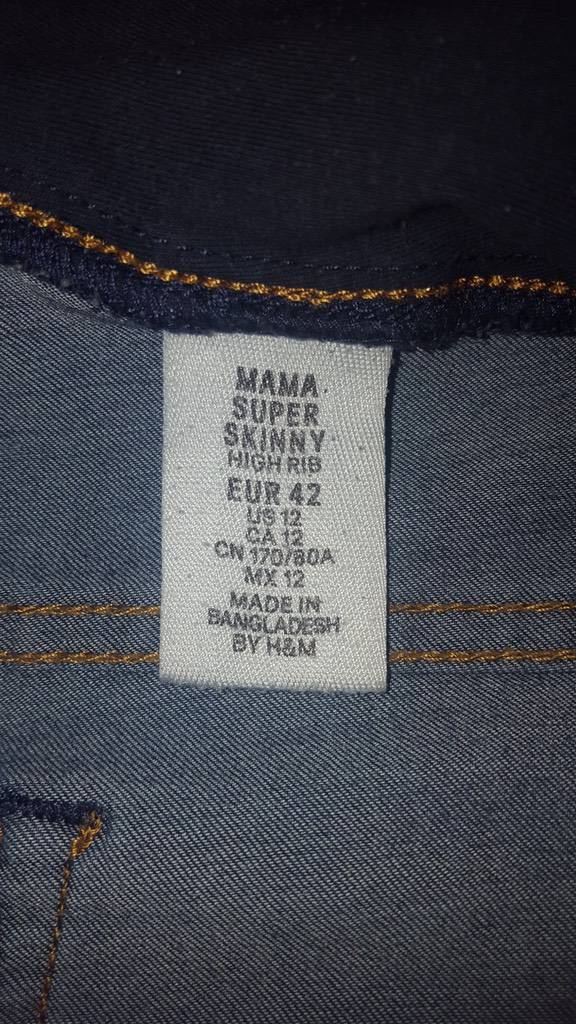 MAMA
SUPER
SKINNY
HIGH RIB
EUR 42
US 12
CA 12
CN 170/80A
MX 12
MADE IN
BANGLADESH
BY H&M